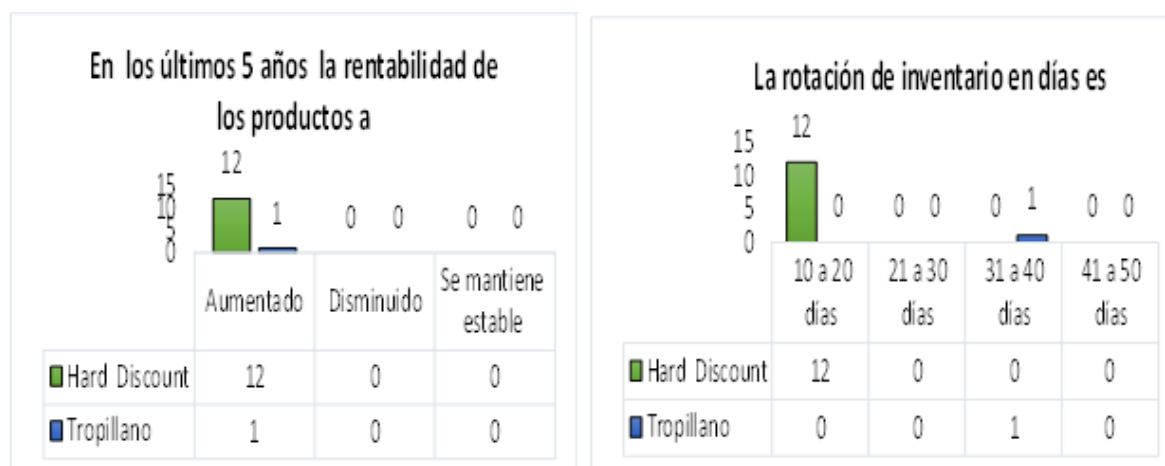 En los últimos 5 años la rentabilidad de
los productos a
15
10
5
0
12
1
0 0
0 0
Aumentado Disminuido Se mantiene
estable
Hard Discount 12 0 0
Tropillano 1 0 0
La rotación de inventario en días es
15
10
5
0
12
0
0 0
0 1
0 0
10 a 20 21 a 30 31 a 40 41 a 50
días días días días
Hard Discount 12 0 0 0
Tropillano 0 0 1 0